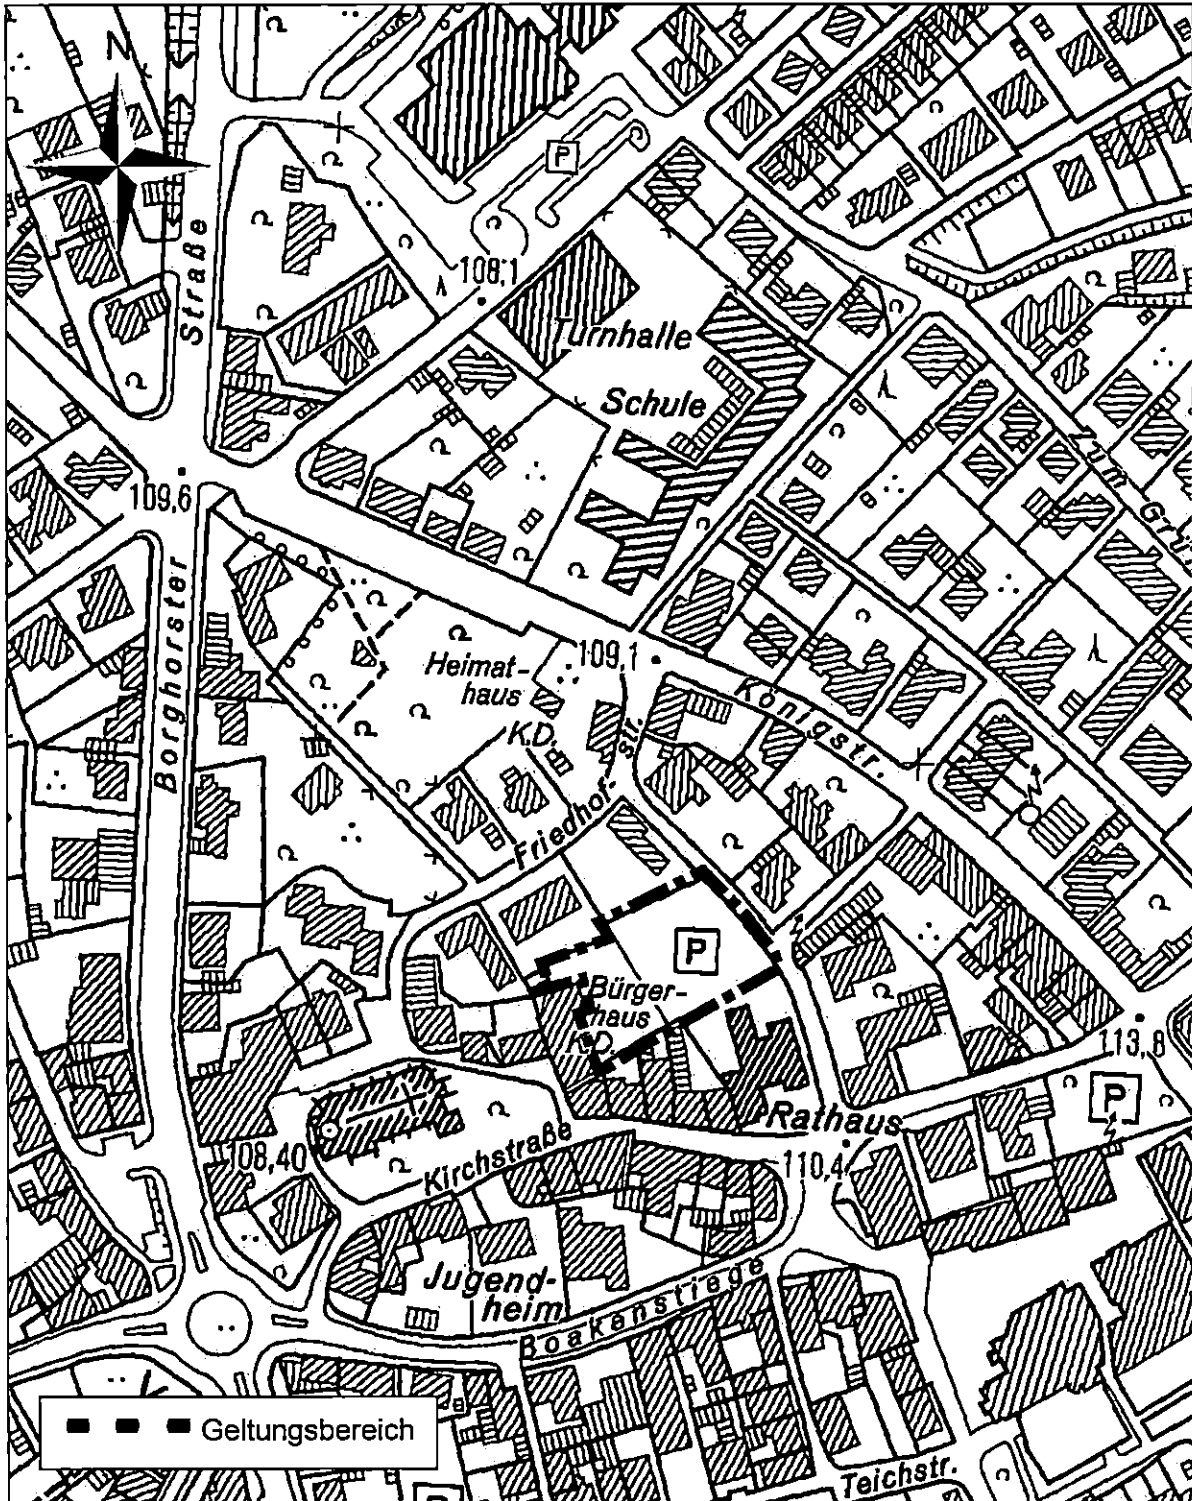 N
P
Straße
108,1
Turnhalle
Schule
109,6
Borghorster
Heimat-
haus
109,1
K.D.
Königstr.
Friedhof-
str.
P
Bürger-
haus
K.D.
113,8
P
Rathaus
108,40
Kirchstraße
110,4
Jugend-
heim
Boakenstiege
Geltungsbereich
Teichstr.